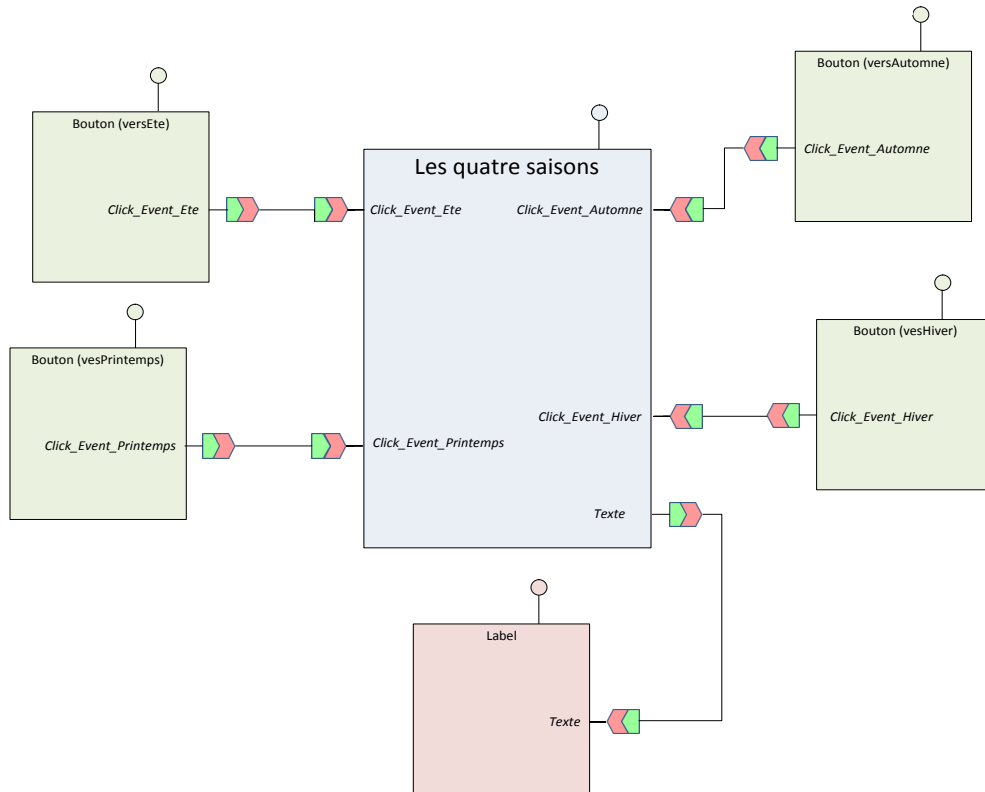 Bouton (versAutomne)
Click_Event_Automne
Bouton (versEte)
Click_Event_Ete
Les quatre saisons
Click_Event_Ete
Click_Event_Automne
Click_Event_Hiver
Click_Event_Printemps
Texte
Bouton (vesPrintemps)
Click_Event_Printemps
Bouton (vesHiver)
Click_Event_Hiver
Label
Texte